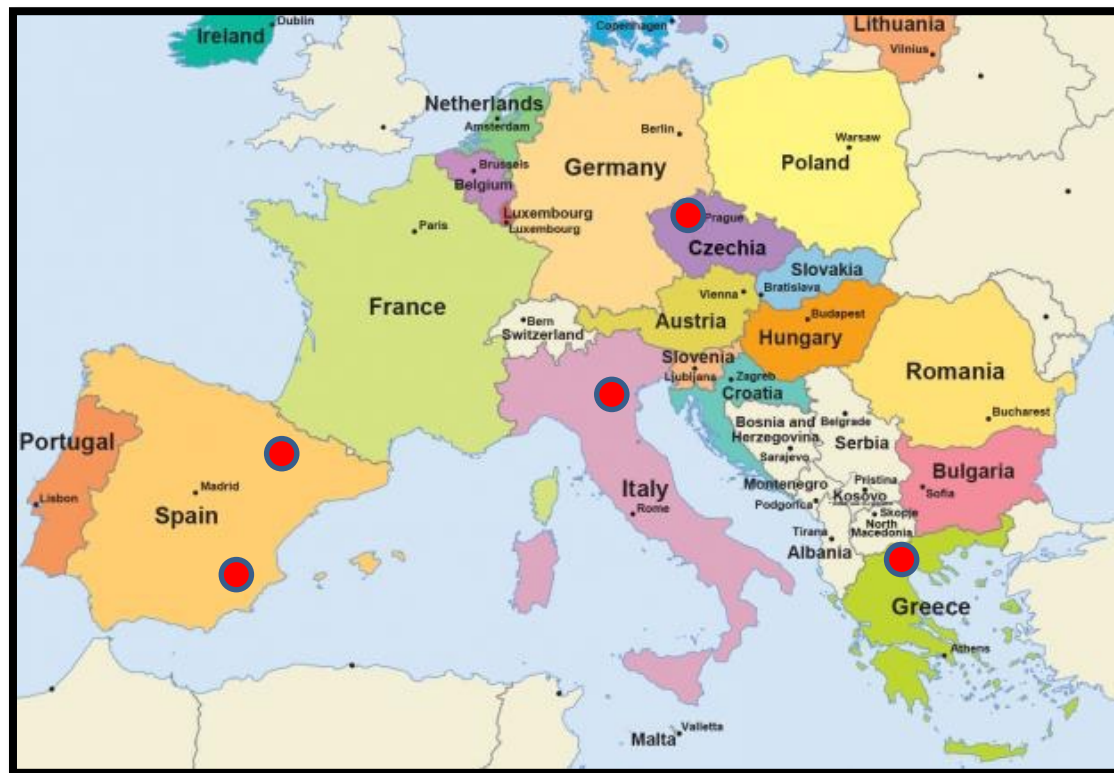 Dublin
Ireland
Copenhagen
Lithuania
Vilnius
Netherlands
Amsterdam
Berlin
Warsaw
Germany
Poland
Brussels
Belgium
Luxembourg
Luxembourg
Paris
Prague
Czechia
Slovakia
Bratislava
Vienna
France
Austria
Bern
Switzerland
Budapest
Hungary
Slovenia
Ljubljana
Zagreb
Croatia
Romania
Bucharest
Bosnia and
Herzegovina
Sarajevo
Belgrade
Serbia
Portugal
Lisbon
Madrid
Spain
Italy
Rome
Montenegro
Podgorica
Pristina
Kosovo
Bulgaria
Sofia
Skopje
North
Macedonia
Tirana
Albania
Greece
Athens
Valletta
Malta